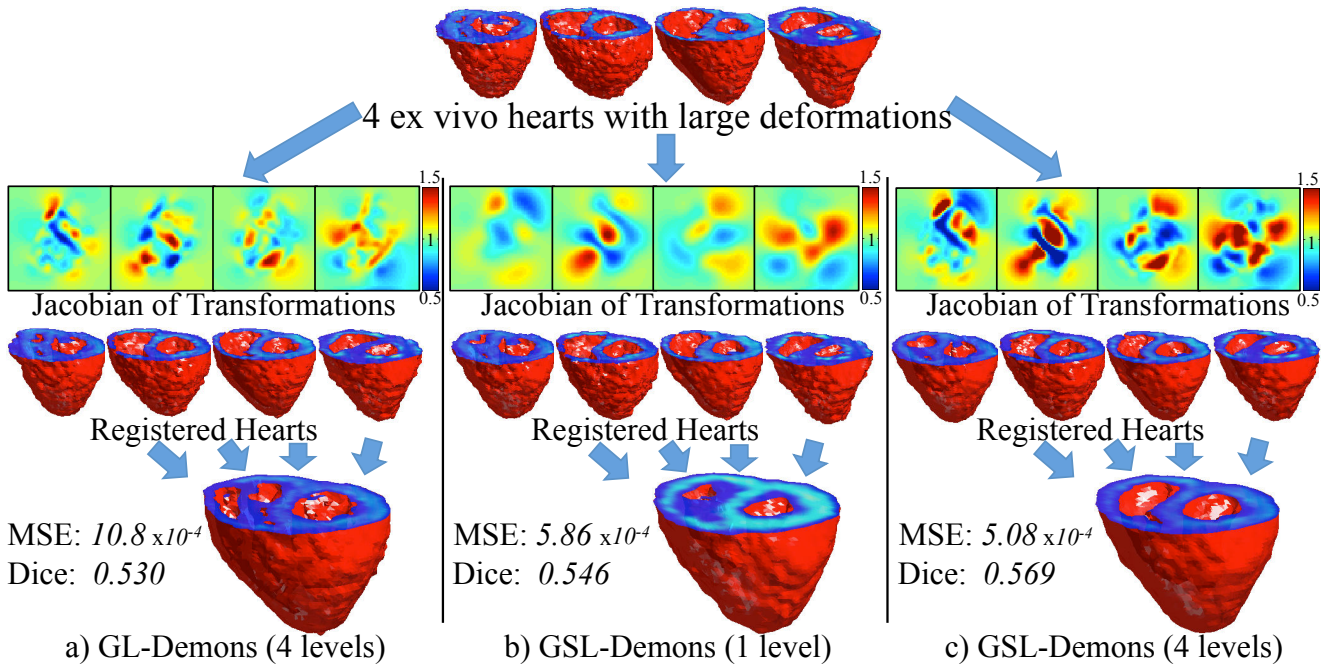 4 ex vivo hearts with large deformations
1.5
1
0.5
Jacobian of Transformations
Registered Hearts
MSE: 10.8 x10-4
Dice: 0.530
a) GL-Demons (4 levels)
1.5
1
0.5
Jacobian of Transformations
Registered Hearts
MSE: 5.86 x10-4
Dice: 0.546
b) GSL-Demons (1 level)
1.5
1
0.5
Jacobian of Transformations
Registered Hearts
MSE: 5.08 x10-4
Dice: 0.569
c) GSL-Demons (4 levels)